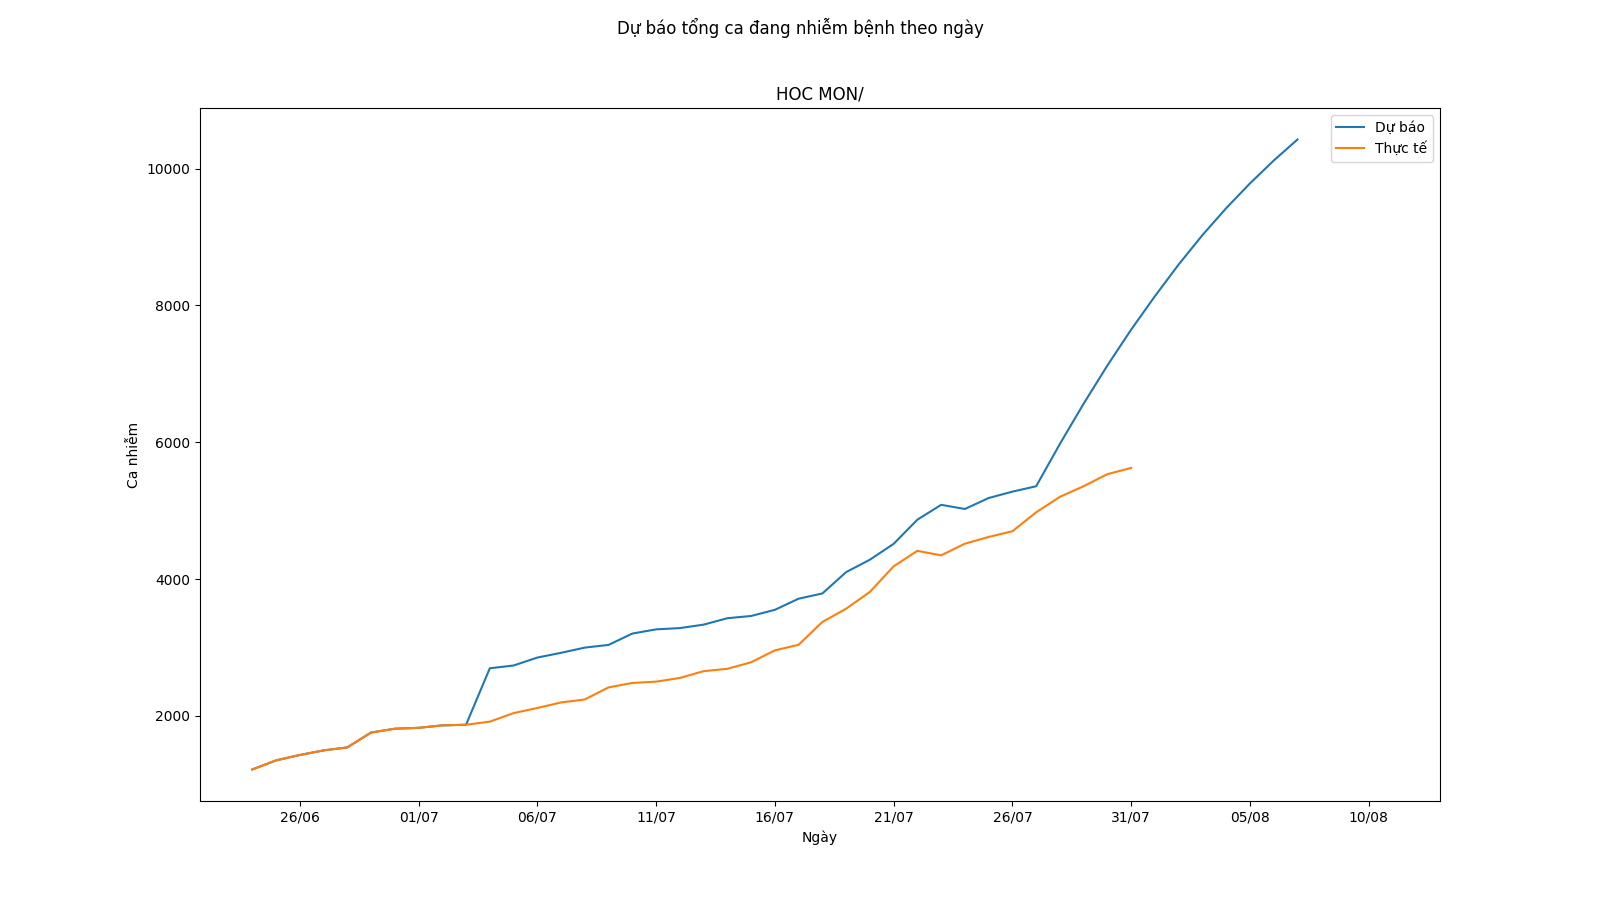 Dự báo tổng ca đang nhiễm bệnh theo ngày
HOC MON/
Dự báo
Thực tế
10000
8000
6000
4000
2000
Ca nhiễm
26/06
01/07
06/07
11/07
16/07
21/07
26/07
31/07
05/08
10/08
Ngày